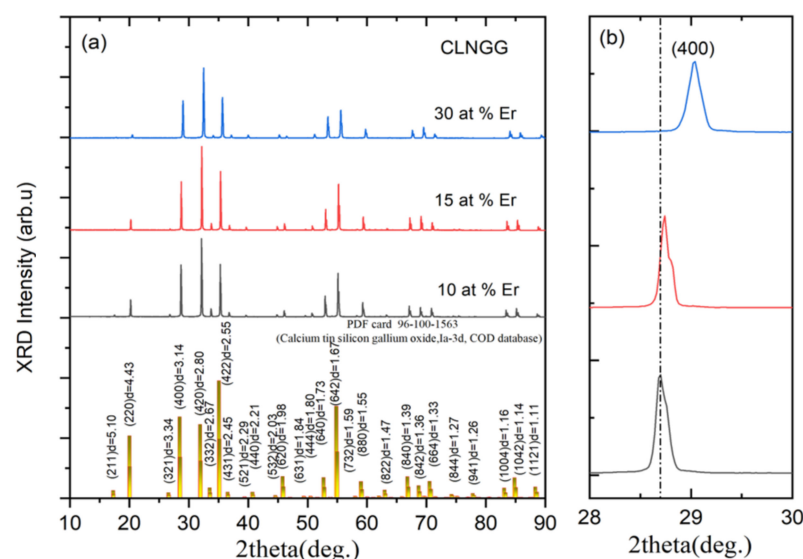 (a)
CLNGG
30 at % Er
15 at % Er
10 at % Er
PDF card 96-100-1563
(Calcium tin silicon gallium oxide,Ia-3d, COD database)
(211)d=5.10
(220)d=4.43
(321)d=3.34
(400)d=3.14
(420)d=2.80
(332)d=2.67
(422)d=2.55
(431)d=2.45
(521)d=2.29
(440)d=2.21
(532)d=2.03
(620)d=1.98
(631)d=1.84
(444)d=1.80
(640)d=1.73
(642)d=1.67
(732)d=1.59
(880)d=1.55
(822)d=1.47
(840)d=1.39
(842)d=1.36
(664)d=1.33
(844)d=1.27
(941)d=1.26
(1004)d=1.16
(1042)d=1.14
(1121)d=1.11
10 20 30 40 50 60 70 80 90
2theta(deg.)
XRD Intensity (arb.u)
(b)
(400)
28 29 30
2theta(deg.)